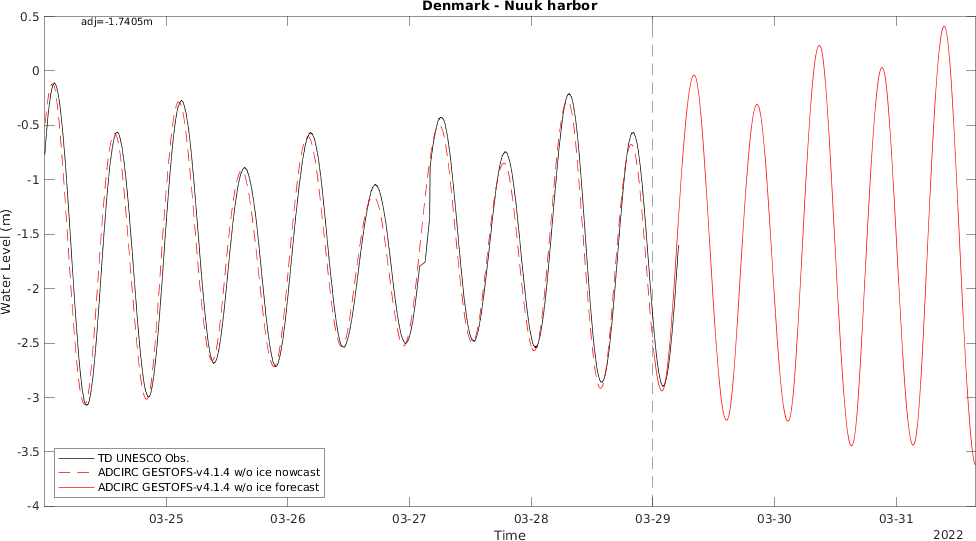 Denmark - Nuuk harbor
adj=-1.7405m
0.5
0
-0.5
-1
-1.5
-2
-2.5
-3
-3.5
-4
Water Level (m)
TD UNESCO Obs.
ADCIRC GESTOFS-v4.1.4 w/o ice nowcast
ADCIRC GESTOFS-v4.1.4 w/o ice forecast
03-25 03-26 03-27 03-28 03-29 03-30 03-31
Time
2022